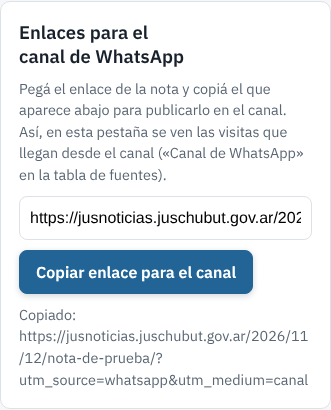 Enlaces para el
canal de WhatsApp
Pegá el enlace de la nota y copiá el que
aparece abajo para publicarlo en el canal.
Así, en esta pestaña se ven las visitas que
llegan desde el canal («Canal de WhatsApp»
en la tabla de fuentes).
https://jusnoticias.juschubut.gov.ar/202
Copiar enlace para el canal
Copiado:
https://jusnoticias.juschubut.gov.ar/2026/11
/12/nota-de-prueba/?
utm_source=whatsapp&utm_medium=canal